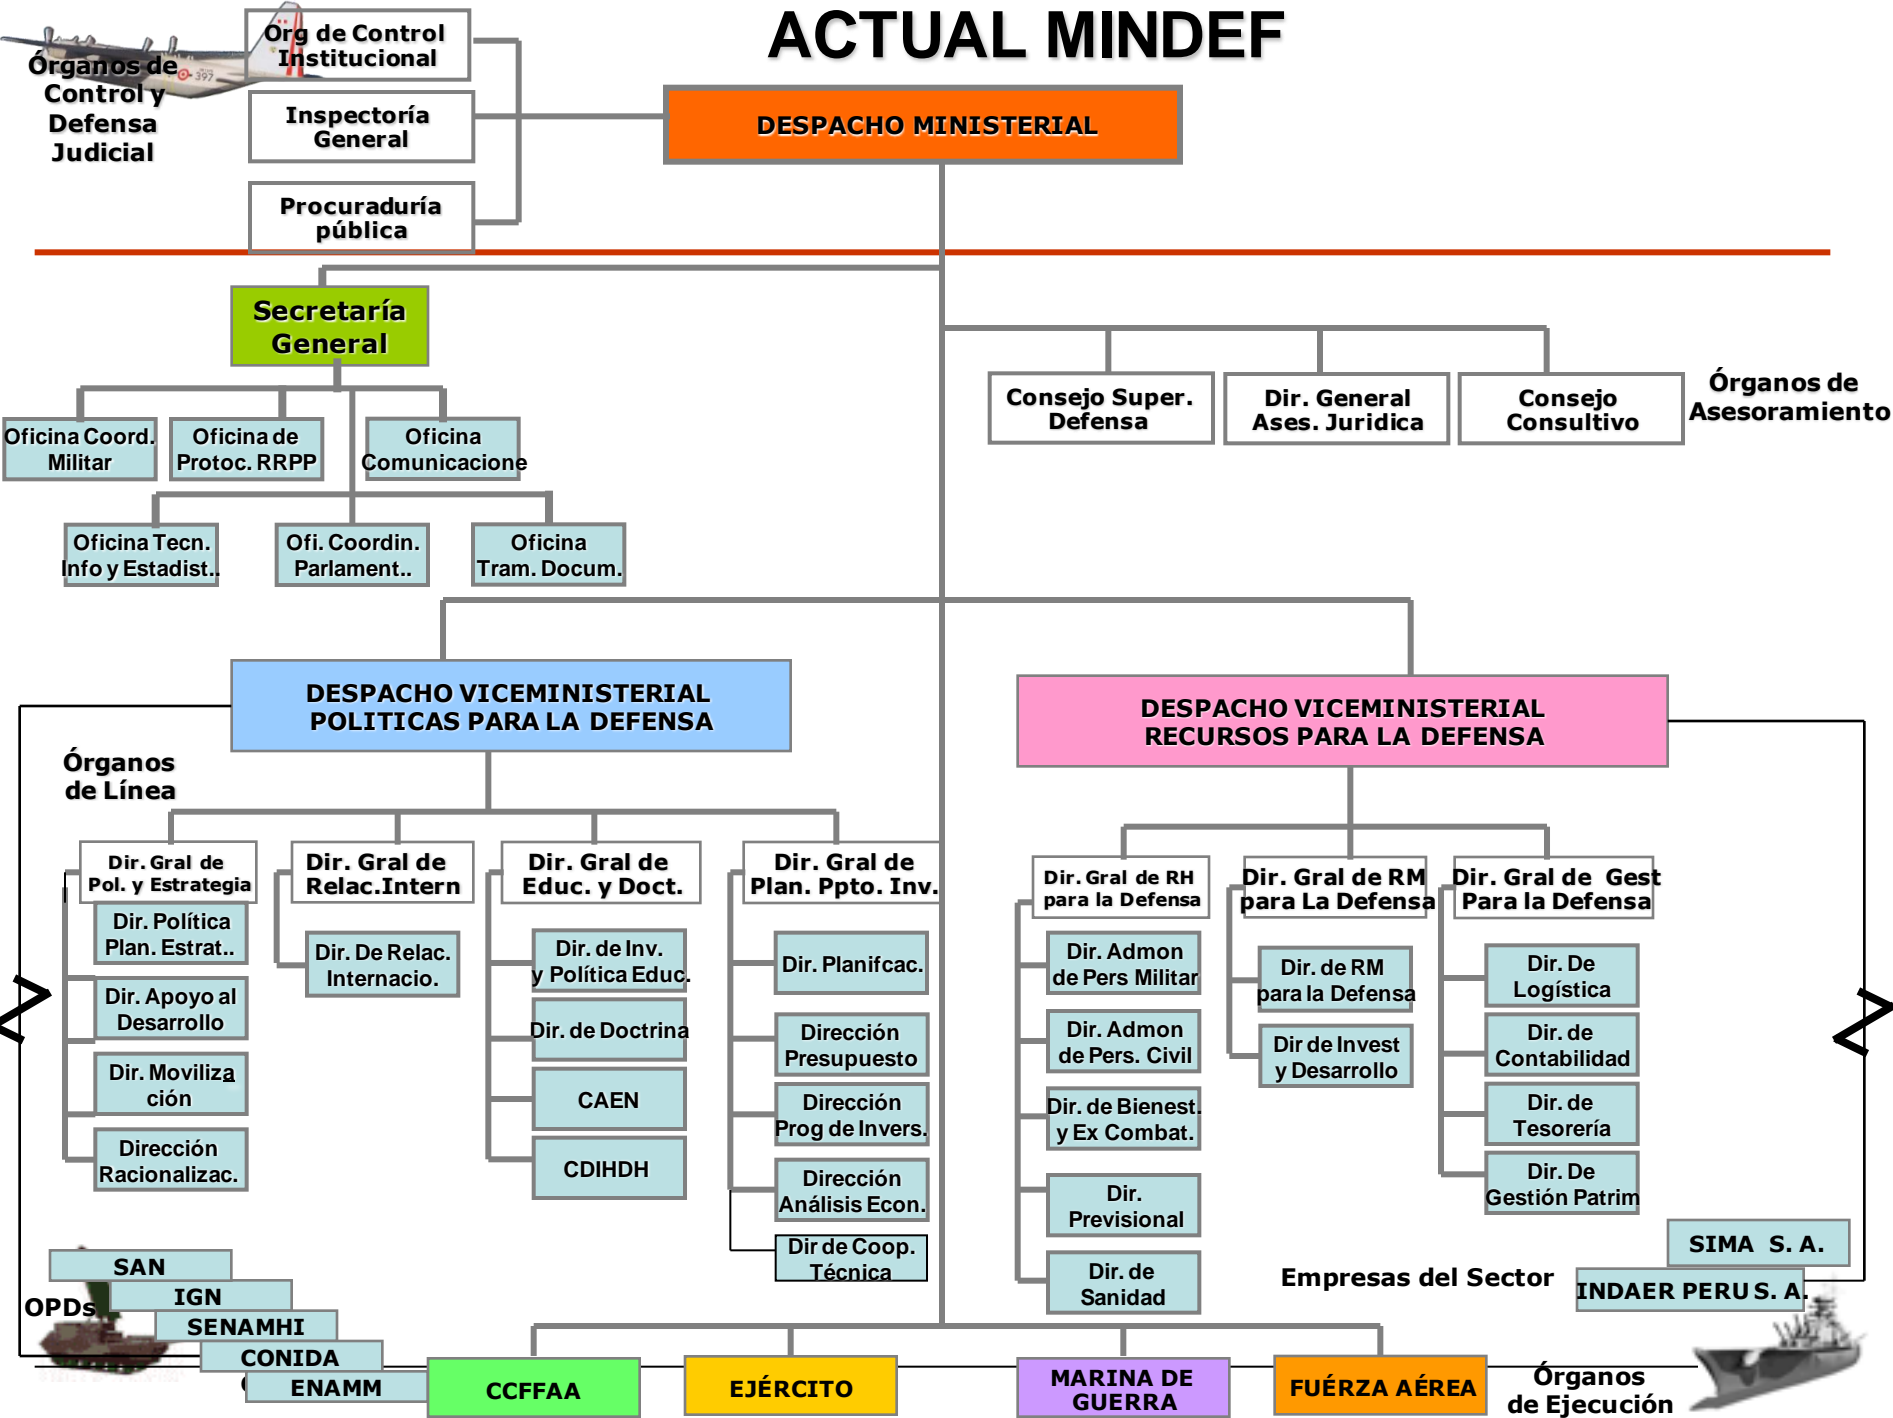 ACTUAL MINDEF
Órganos de
Control y
Defensa
Judicial
397
Org de Control
Institucional
Inspectoría
General
Procuraduría
pública
DESPACHO MINISTERIAL
Secretaría
General
Oficina Coord.
Militar
Oficina de
Protoc. RRPP
Oficina
Comunicacione
Oficina Tecn.
Info y Estadist..
Ofi. Coordin.
Parlament..
Oficina
Tram. Docum.
Consejo Super.
Defensa
Dir. General
Ases. Juridica
Consejo
Consultivo
Órganos de
Asesoramiento
DESPACHO VICEMINISTERIAL
POLITICAS PARA LA DEFENSA
DESPACHO VICEMINISTERIAL
RECURSOS PARA LA DEFENSA
Órganos
de Línea
Dir. Gral de
Pol. y Estrategia
Dir. Política
Plan. Estrat..
Dir. Apoyo al
Desarrollo
Dir. Moviliza
ción
Dirección
Racionalizac.
Dir. Gral de
Relac.Intern
Dir. De Relac.
Internacio.
Dir. Gral de
Educ. y Doct.
Dir. de Inv.
y Política Educ.
Dir. de Doctrina
CAEN
CDIHDH
Dir. Gral de
Plan. Ppto. Inv.
Dir. Planifcac.
Dirección
Presupuesto
Dirección
Prog de Invers.
Dirección
Análisis Econ.
Dir de Coop.
Técnica
Dir. Gral de RH
para la Defensa
Dir. Admon
de Pers Militar
Dir. Admon
de Pers. Civil
Dir. de Bienest.
y Ex Combat.
Dir.
Previsional
Dir. de
Sanidad
Dir. Gral de RM
para La Defensa
Dir. de RM
para la Defensa
Dir de Invest
y Desarrollo
Dir. Gral de Gest
Para la Defensa
Dir. De
Logística
Dir. de
Contabilidad
Dir. de
Tesorería
Dir. De
Gestión Patrim
SIMA S. A.
Empresas del Sector
INDAER PERU S. A.
OPDs
SAN
IGN
SENAMHI
CONIDA
ENAMM
CCFFAA
EJÉRCITO
MARINA DE
GUERRA
FUÉRZA AÉREA
Órganos
de Ejecución